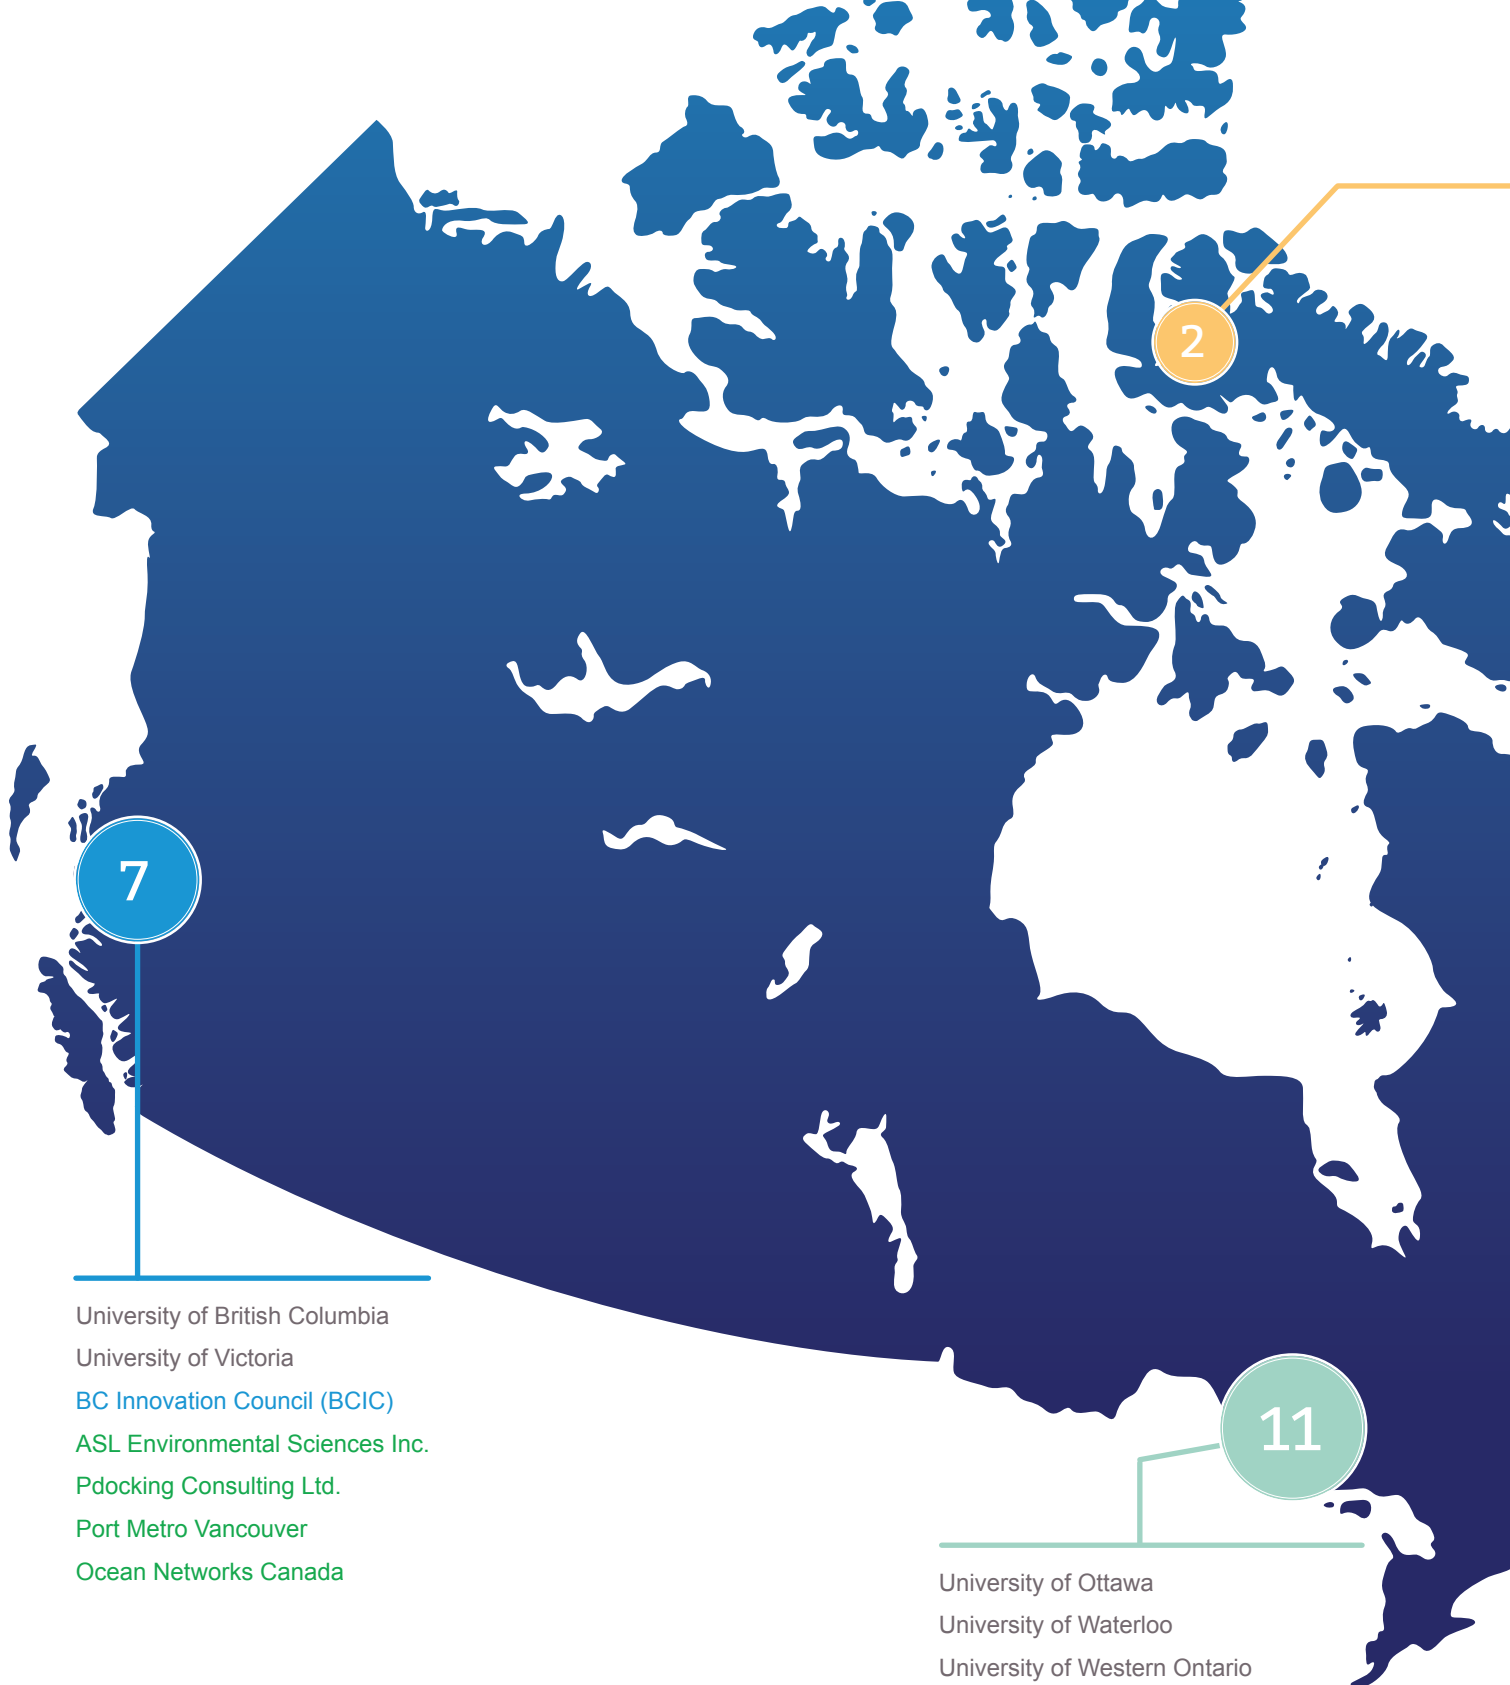 2
7
University of British Columbia
University of Victoria
BC Innovation Council (BCIC)
ASL Environmental Sciences Inc.
Pdocking Consulting Ltd.
Port Metro Vancouver
Ocean Networks Canada
11
University of Ottawa
University of Waterloo
University of Western Ontario